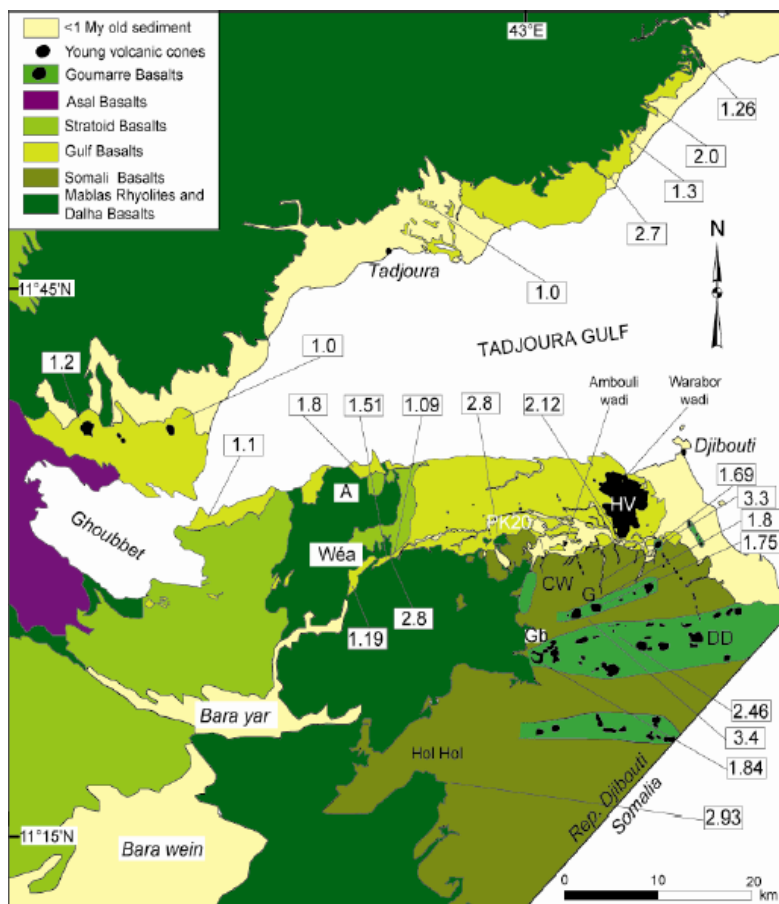 <1 My old sediment
Young volcanic cones
Goumarre Basalts
Asal Basalts
Stratoid Basalts
Gulf Basalts
Somali Basalts
Mablas Rhyolites and
Dalha Basalts
43°E
1.26
2.0
1.3
2.7
N
Tadjoura
11°45'N
1.0
TADJOURA GULF
1.2
1.0
Ambouli
wadi
Warabor
wadi
1.8
1.51
1.09
2.8
2.12
Djibouti
1.1
1.69
A
3.3
HV
Ghoubbet
PK20
1.8
Wéa
1.75
CW
G
1.19
2.8
Gb
DD
Bara yar
2.46
3.4
Hol Hol
1.84
Rep. Djibouti
Somalia
2.93
11°15'N
Bara wein
0
10
20
km